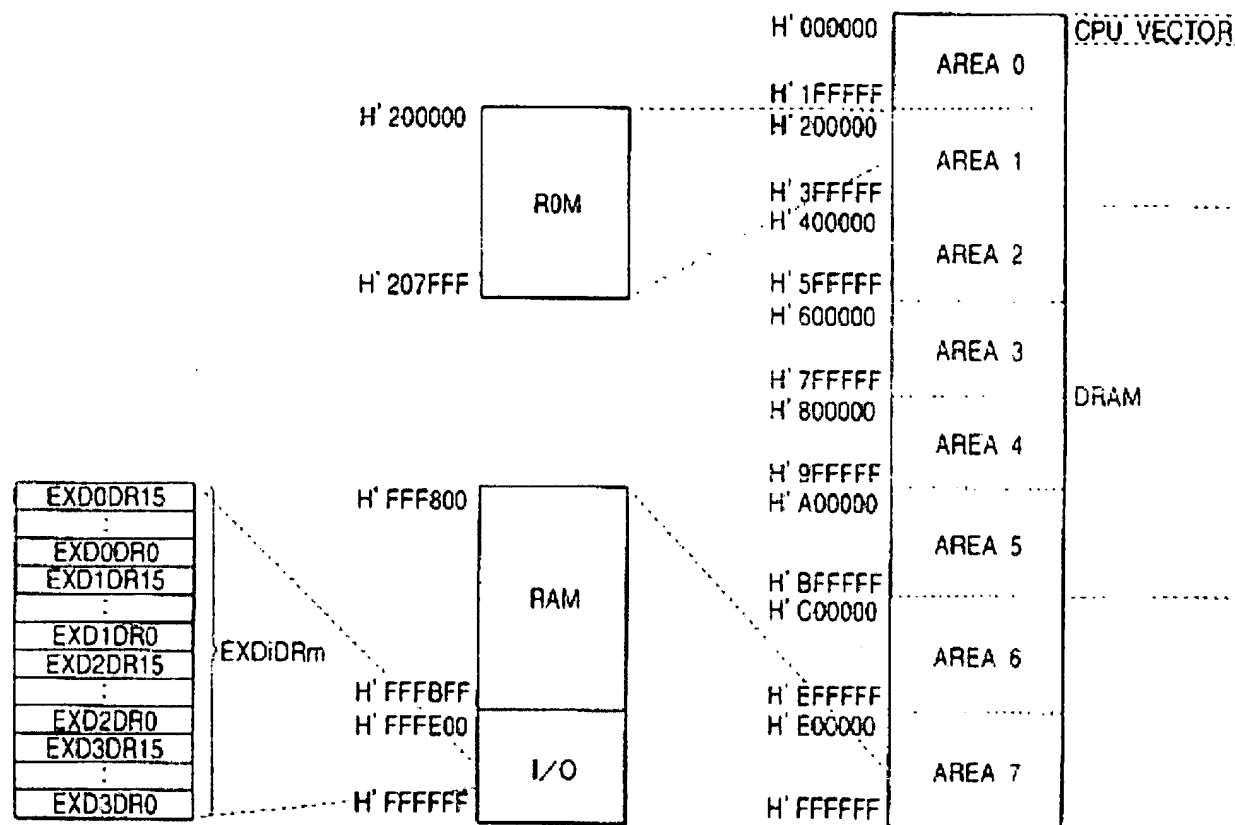 EXD0DR15
:
EXD0DR0
EXD1DR15
:
EXD1DR0
EXD2DR15
:
EXD2DR0
EXD3DR15
:
EXD3DR0
EXDiDRm
H' 200000
ROM
H' 207FFF
H' FFF800
RAM
H' FFFBFF
H' FFFE00
I/O
H' FFFFFF
H' 000000
AREA 0
CPU VECTOR
H' 1FFFFF
H' 200000
AREA 1
H' 3FFFFF
H' 400000
AREA 2
H' 5FFFFF
H' 600000
AREA 3
H' 7FFFFF
H' 800000
DRAM
AREA 4
H' 9FFFFF
H' A00000
AREA 5
H' BFFFFF
H' C00000
AREA 6
H' EFFFFF
H' E00000
AREA 7
H' FFFFFF